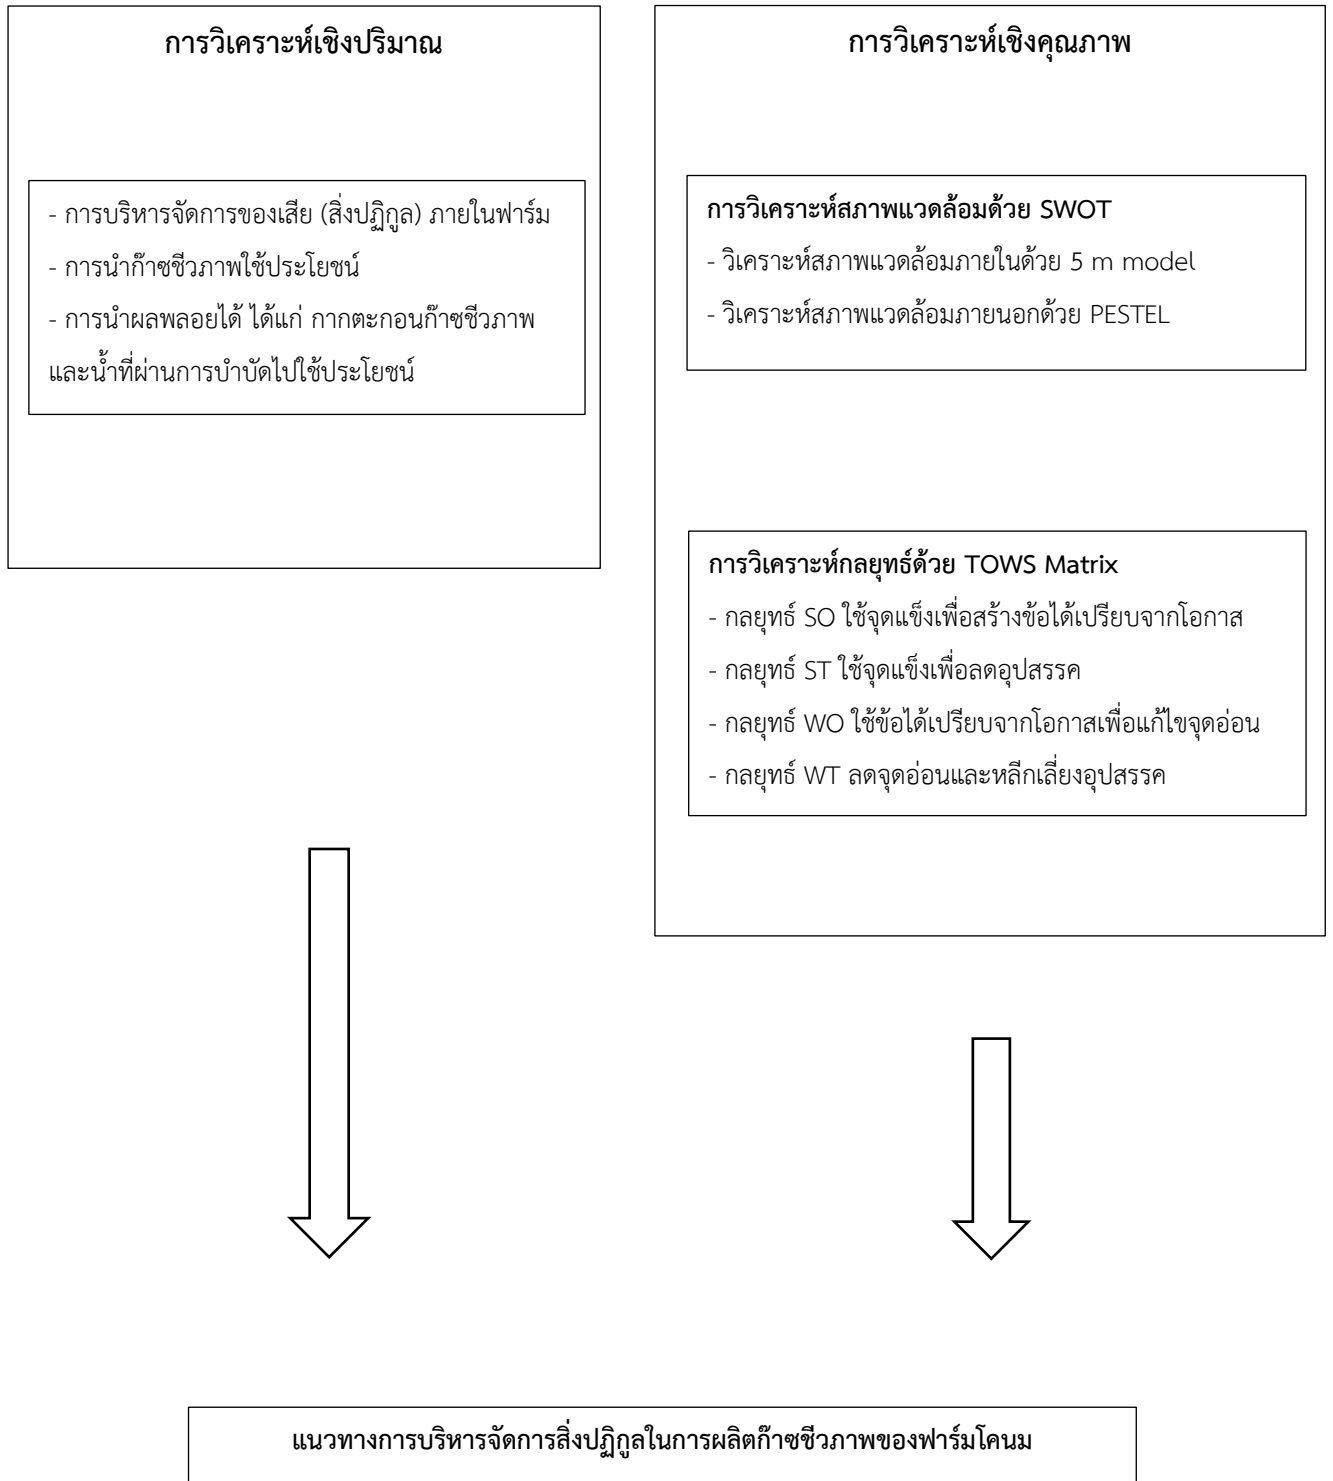 การวิเคราะห์เชิงปริมาณ
- การบริหารจัดการของเสีย (สิ่งปฏิกูล) ภายในฟาร์ม
- การนำก๊าซชีวภาพใช้ประโยชน์
- การนำผลพลอยได้ ได้แก่ กากตะกอนก๊าซชีวภาพ
และน้ำที่ผ่านการบำบัดไปใช้ประโยชน์
การวิเคราะห์เชิงคุณภาพ
การวิเคราะห์สภาพแวดล้อมด้วย SWOT
- วิเคราะห์สภาพแวดล้อมภายในด้วย 5 m model
- วิเคราะห์สภาพแวดล้อมภายนอกด้วย PESTEL
การวิเคราะห์กลยุทธ์ด้วย TOWS Matrix
- กลยุทธ์ SO ใช้จุดแข็งเพื่อสร้างข้อได้เปรียบจากโอกาส
- กลยุทธ์ ST ใช้จุดแข็งเพื่อลดอุปสรรค
- กลยุทธ์ WO ใช้ข้อได้เปรียบจากโอกาสเพื่อแก้ไขจุดอ่อน
- กลยุทธ์ WT ลดจุดอ่อนและหลีกเลี่ยงอุปสรรค
แนวทางการบริหารจัดการสิ่งปฏิกูลในการผลิตก๊าซชีวภาพของฟาร์มโคนม